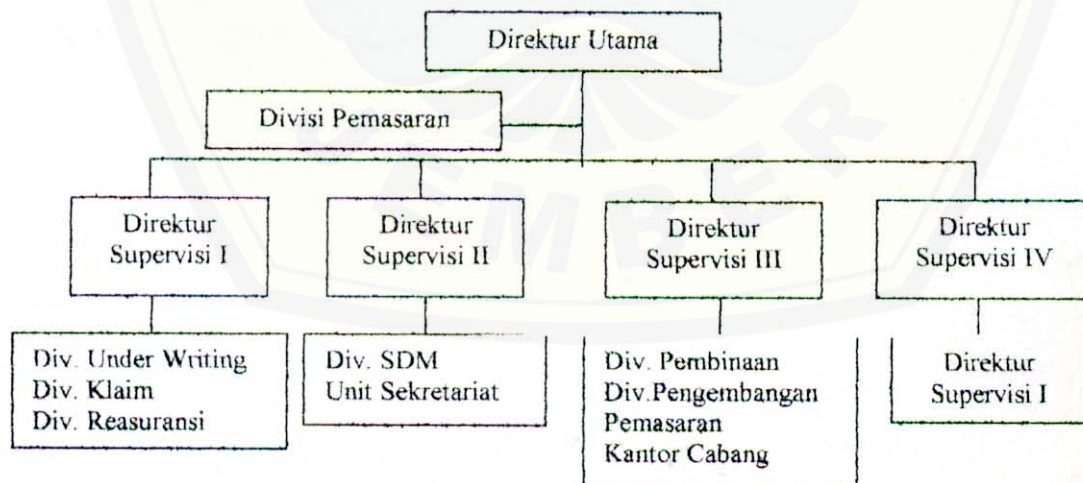 Direktur Utama
Divisi Pemasaran
Direktur
Supervisi I
Direktur
Supervisi II
Direktur
Supervisi III
Direktur
Supervisi IV
Div. Under Writing
Div. Klaim
Div. Reasuransi
Div. SDM
Unit Sekretariat
Div. Pembinaan
Div.Pengembangan
Pemasaran
Kantor Cabang
Direktur
Supervisi I
EMBER